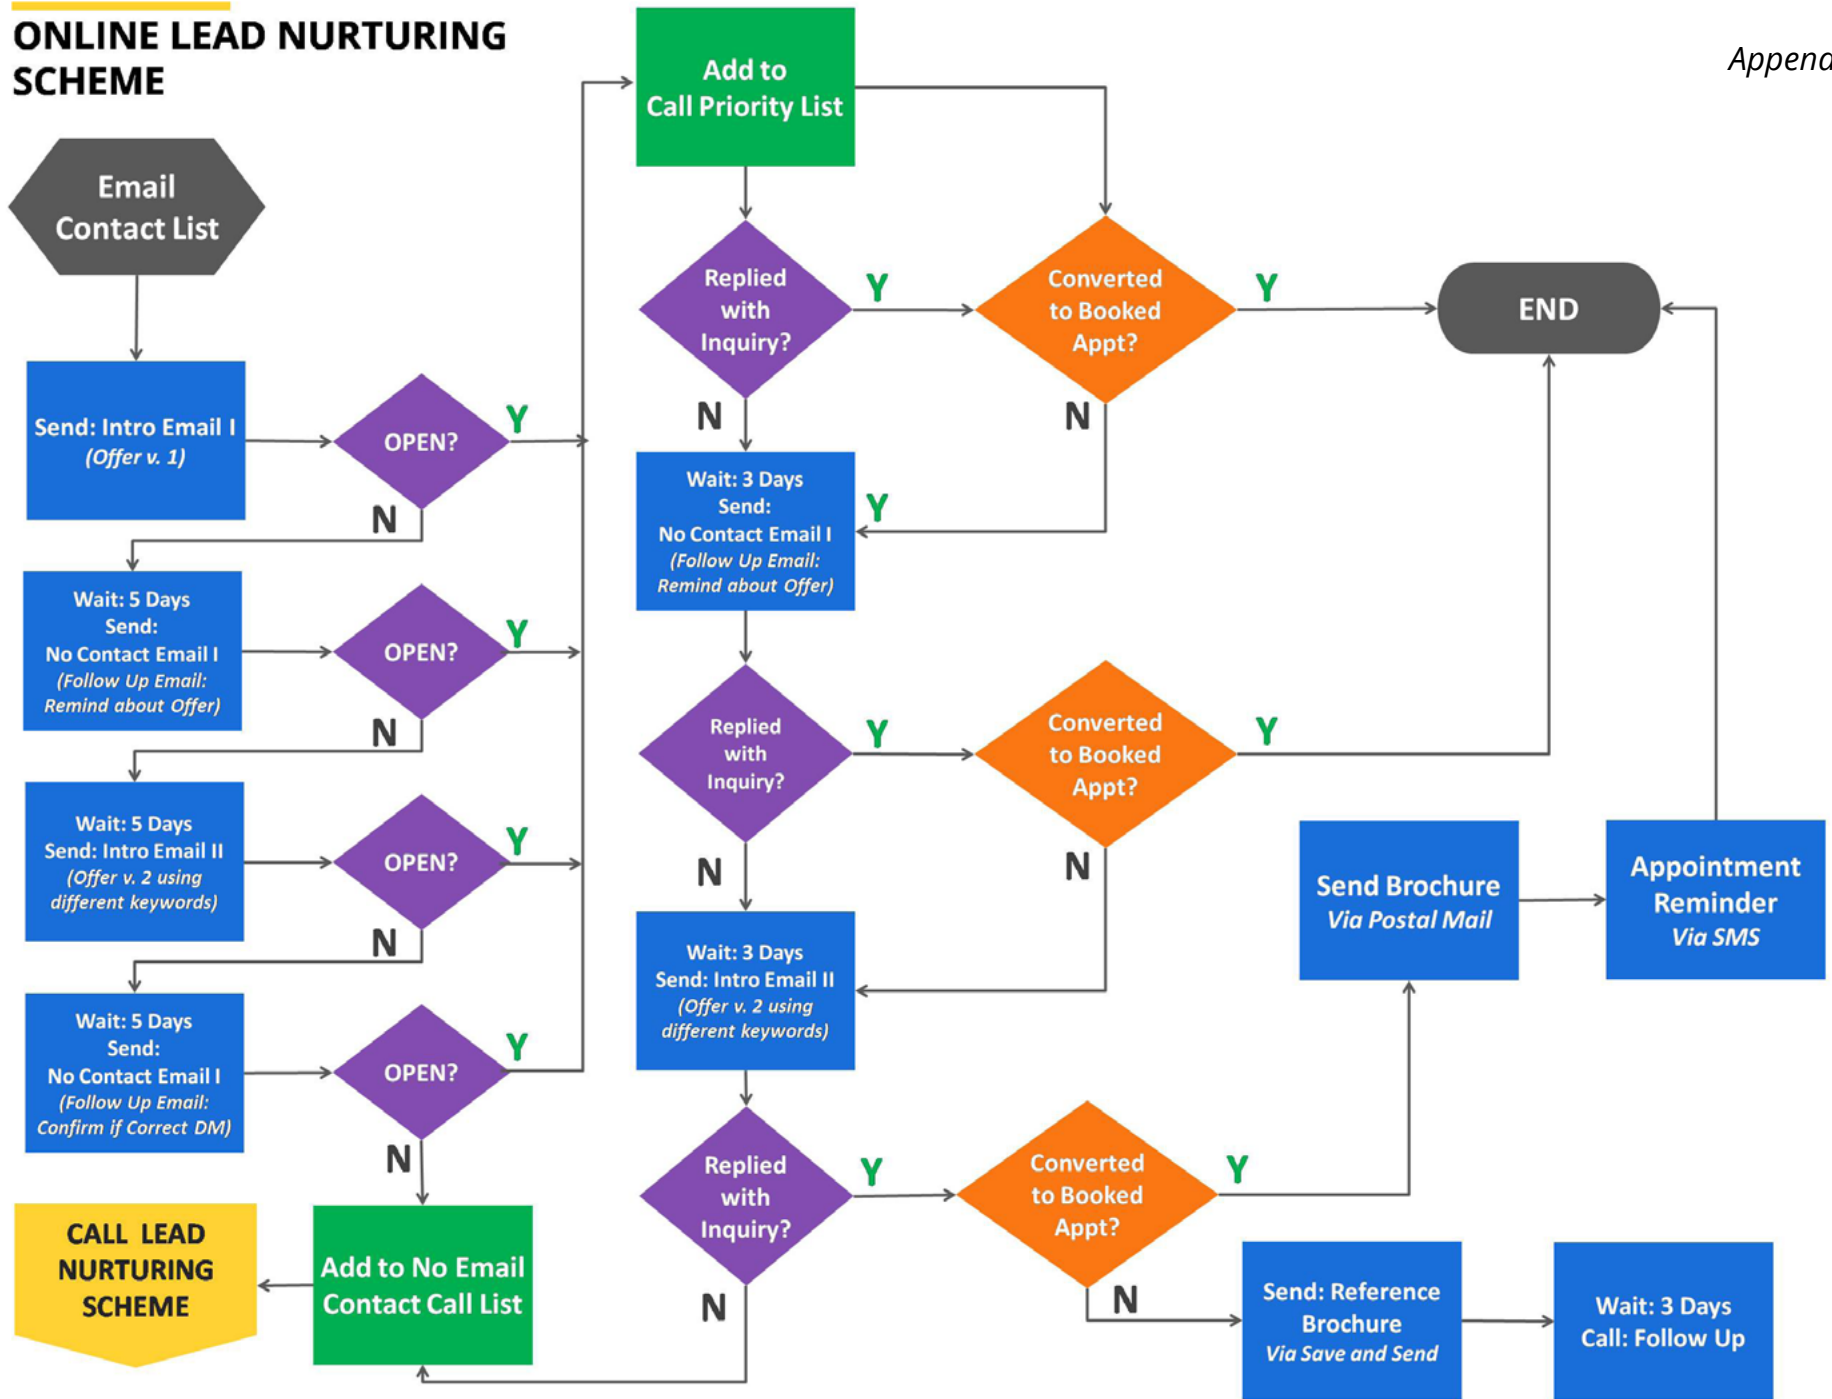 ONLINE LEAD NURTURING
SCHEME
Append
Email
Contact List
Send: Intro Email I
(Offer v. 1)
OPEN?
Y
N
Wait: 5 Days
Send:
No Contact Email I
(Follow Up Email:
Remind about Offer)
OPEN?
Y
N
Wait: 5 Days
Send: Intro Email II
(Offer v. 2 using
different keywords)
OPEN?
Y
N
Wait: 5 Days
Send:
No Contact Email I
(Follow Up Email:
Confirm if Correct DM)
OPEN?
Y
N
Add to No Email
Contact Call List
CALL LEAD
NURTURING
SCHEME
Add to
Call Priority List
Replied
with
Inquiry?
Y
N
Converted
to Booked
Appt?
Y
N
END
Wait: 3 Days
Send:
No Contact Email I
(Follow Up Email:
Remind about Offer)
Y
Replied
with
Inquiry?
Y
N
Converted
to Booked
Appt?
Y
N
Wait: 3 Days
Send: Intro Email II
(Offer v. 2 using
different keywords)
Replied
with
Inquiry?
Y
N
Converted
to Booked
Appt?
Y
N
Send Brochure
Via Postal Mail
Appointment
Reminder
Via SMS
Send: Reference
Brochure
Via Save and Send
Wait: 3 Days
Call: Follow Up